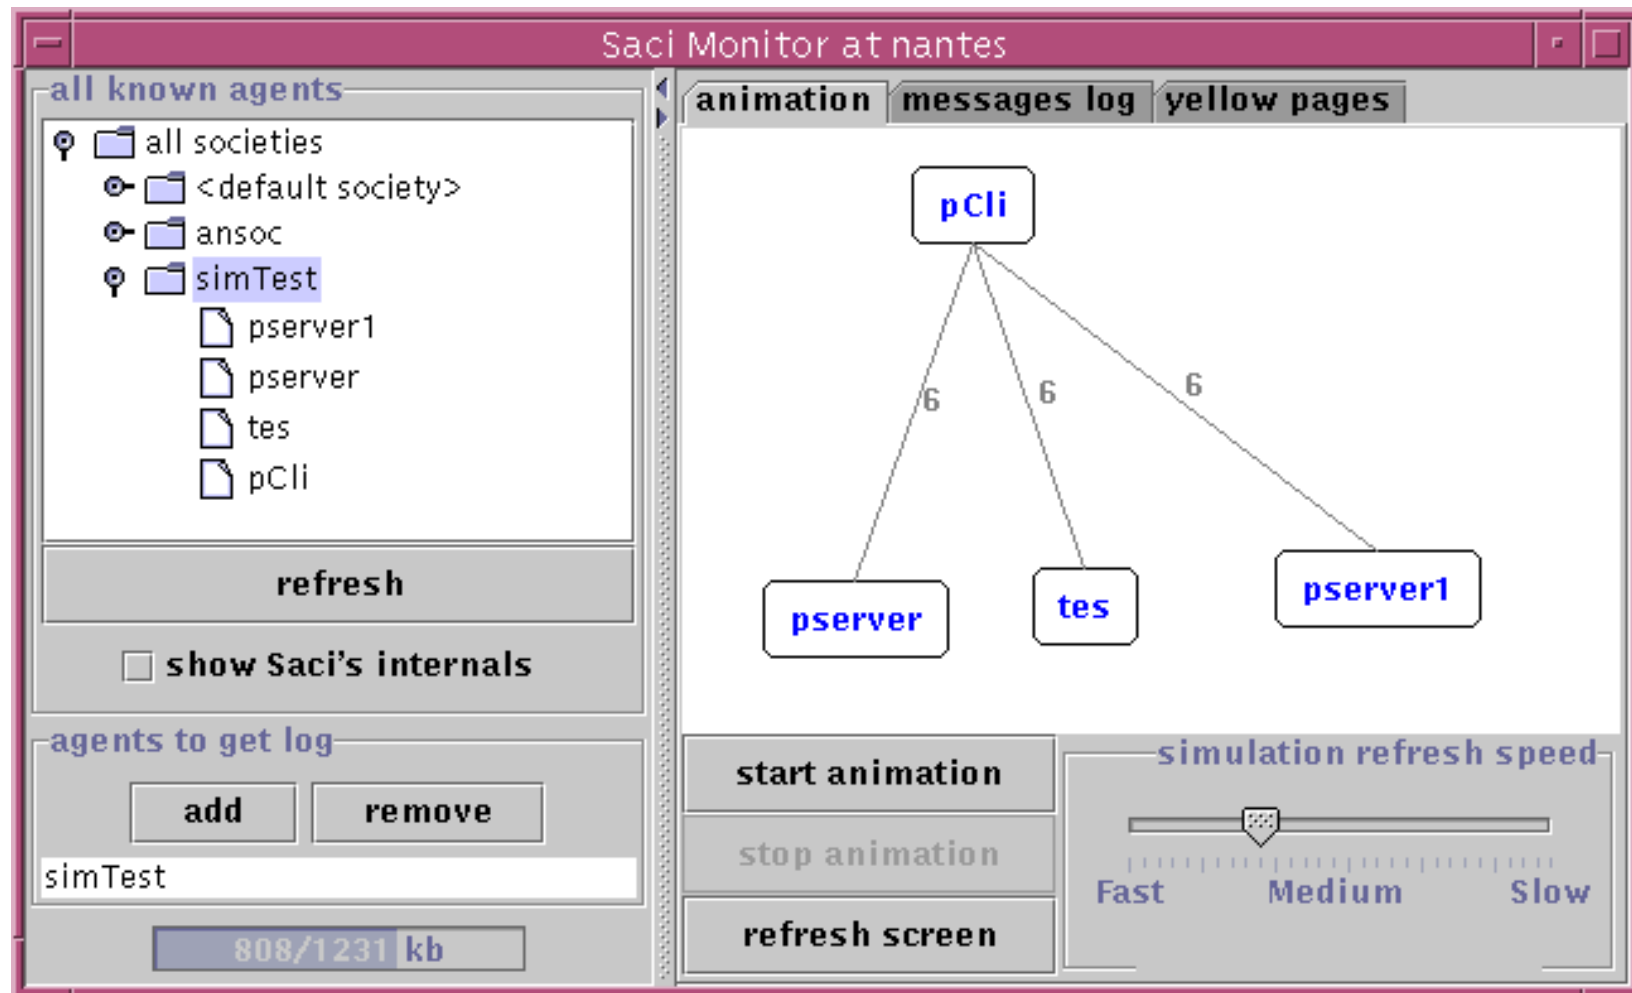 Saci Monitor at nantes
all known agents
all societies
<default society>
ansoc
simTest
pserver1
pserver
tes
pCli
refresh
show Saci's internals
agents to get log
add remove
simTest
808/1231 kb
animation messages log yellow pages
pCli
6 6 6
pserver tes pserver1
start animation
stop animation
refresh screen
simulation refresh speed
Fast Medium Slow